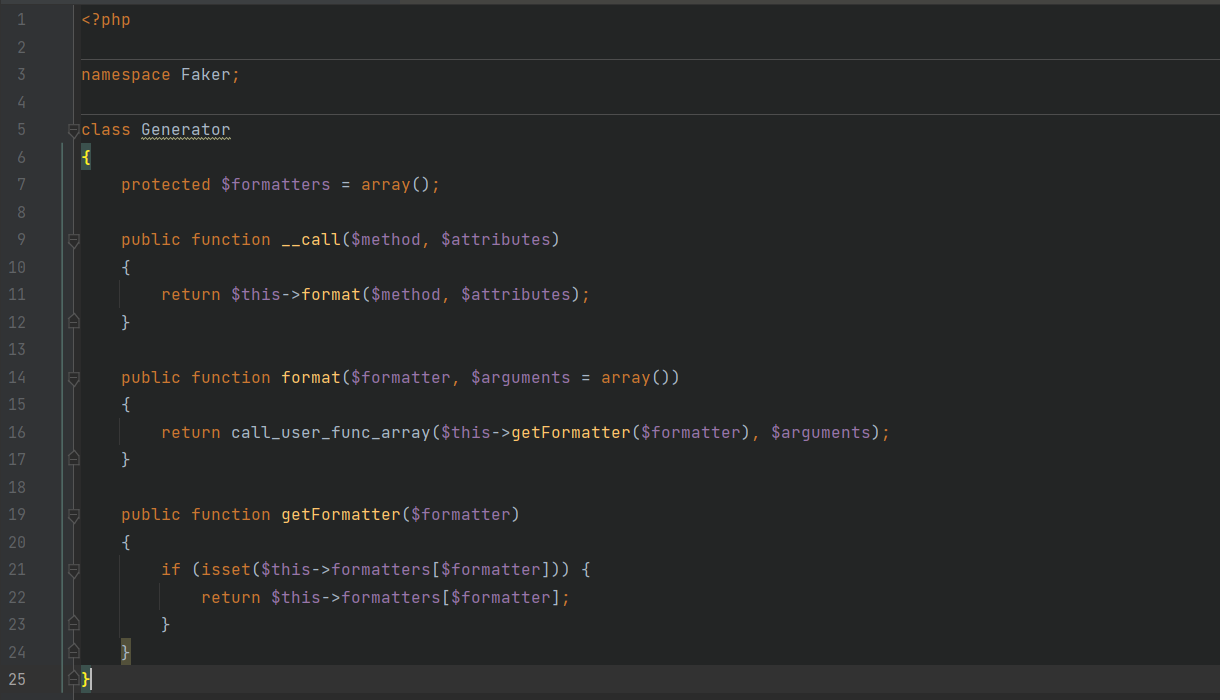 1 <?php
2
3 namespace Faker;
4
5 class Generator
6 {
7     protected $formatters = array();
8
9     public function __call($method, $attributes)
10     {
11         return $this->format($method, $attributes);
12     }
13
14     public function format($formatter, $arguments = array())
15     {
16         return call_user_func_array($this->getFormatter($formatter), $arguments);
17     }
18
19     public function getFormatter($formatter)
20     {
21         if (isset($this->formatters[$formatter])) {
22             return $this->formatters[$formatter];
23         }
24     }
25 }